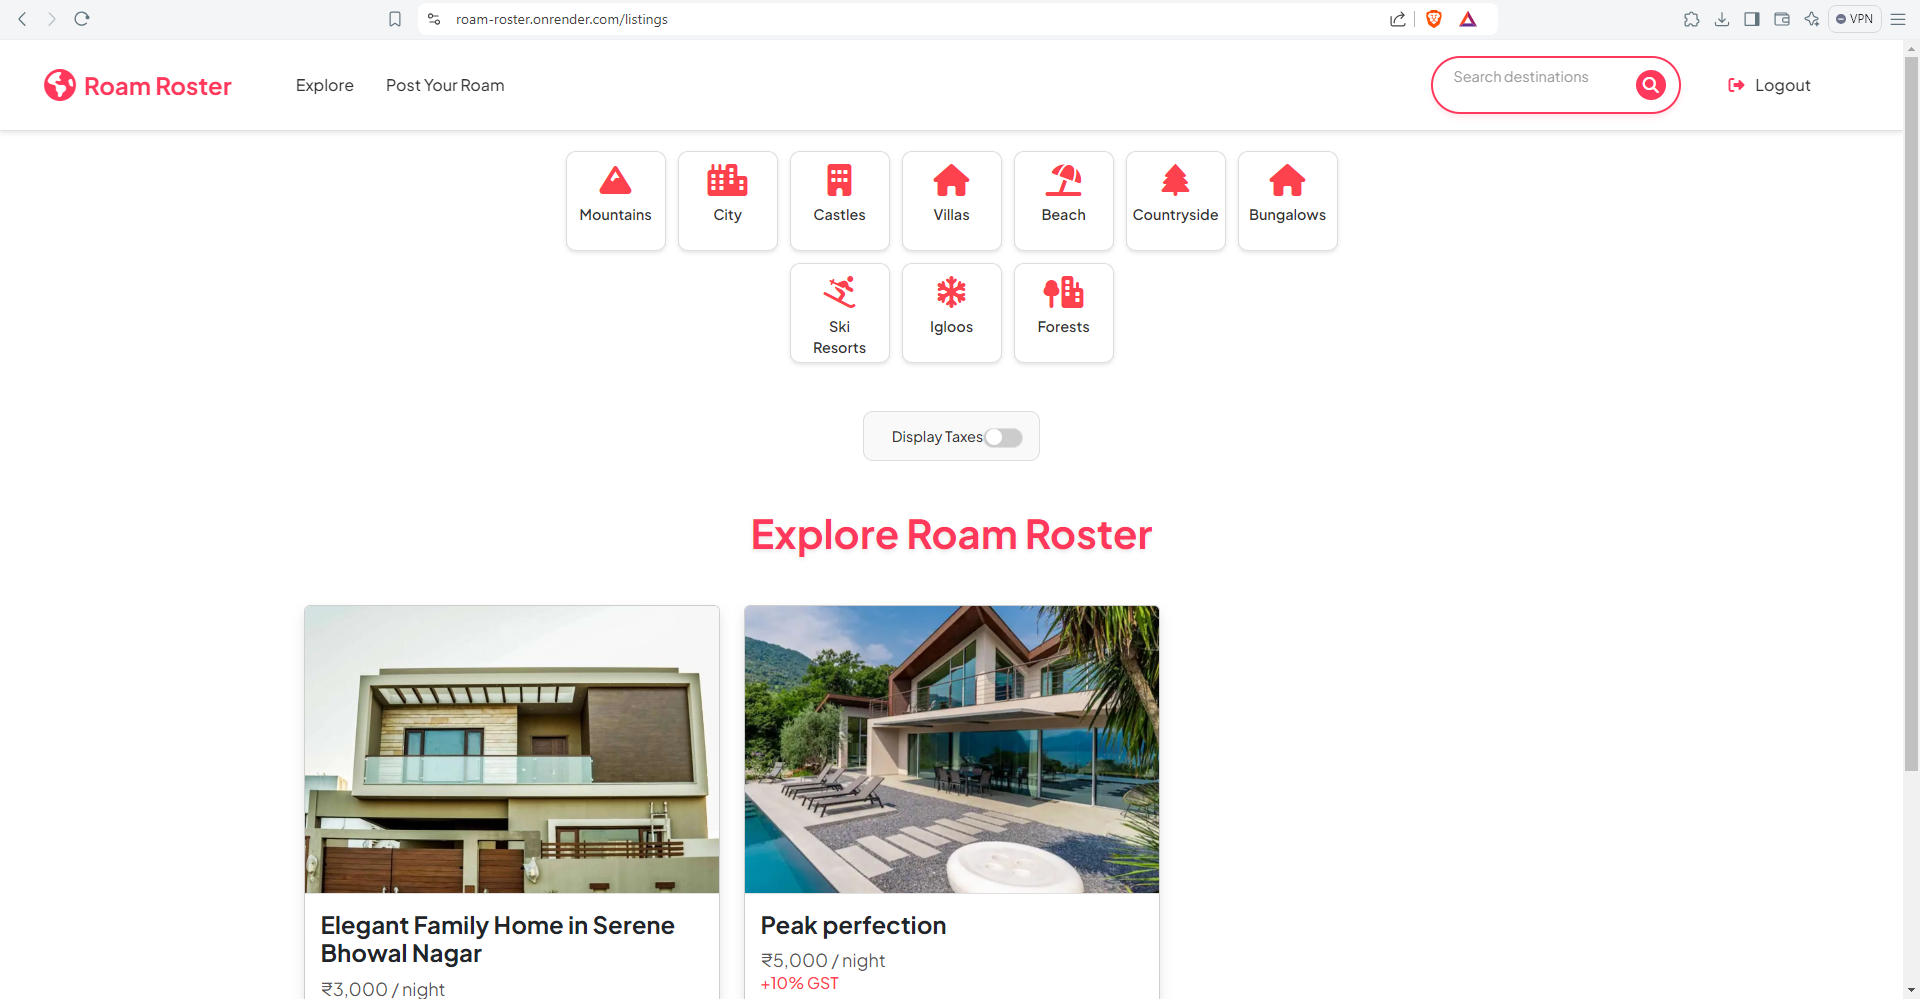 roam-roster.onrender.com/listings
VPN
Roam Roster
Explore
Post Your Roam
Search destinations
Logout
Mountains
City
Castles
Villas
Beach
Countryside
Bungalows
Ski
Resorts
Igloos
Forests
Display Taxes
Explore Roam Roster
Elegant Family Home in Serene
Bhowal Nagar
₹3,000 / night
Peak perfection
₹5,000 / night
+10% GST